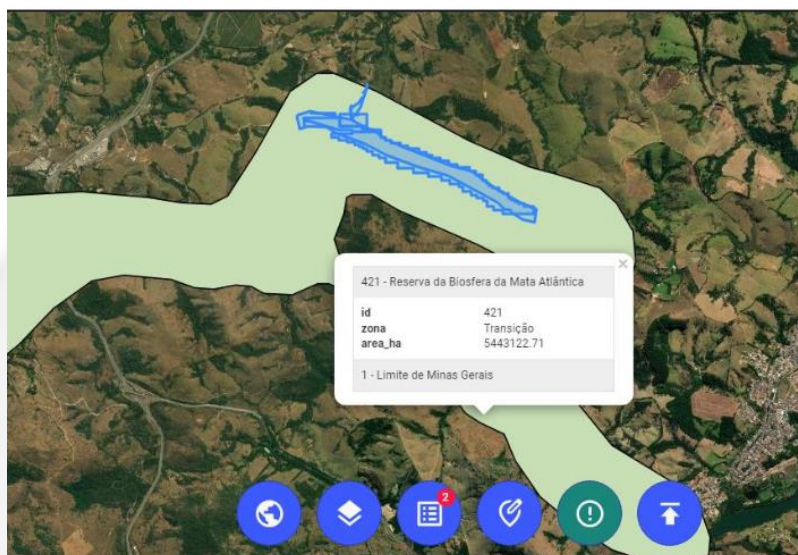 ×
421 - Reserva da Biosfera da Mata Atlântica
id 421
zona Transição
area_ha 5443122.71
1 - Limite de Minas Gerais
2